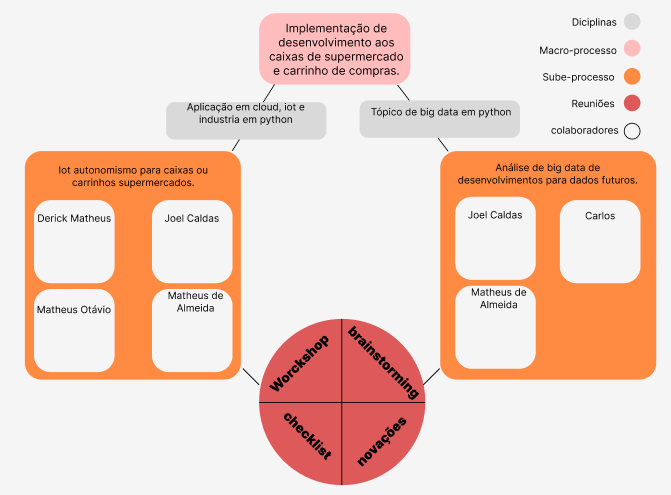 Implementação de
desenvolvimento aos
caixas de supermercado
e carrinho de compras.
Diciplinas
Macro-processo
Sube-processo
Reuniões
colaboradores
Aplicação em cloud, iot e
industria em python
Tópico de big data em python
Iot autonomismo para caixas ou
carrinhos supermercados.
Derick Matheus
Joel Caldas
Matheus Otávio
Matheus de
Almeida
Análise de big data de
desenvolvimentos para dados futuros.
Joel Caldas
Carlos
Matheus de
Almeida
Worckshop
brainstorming
checklist
novações